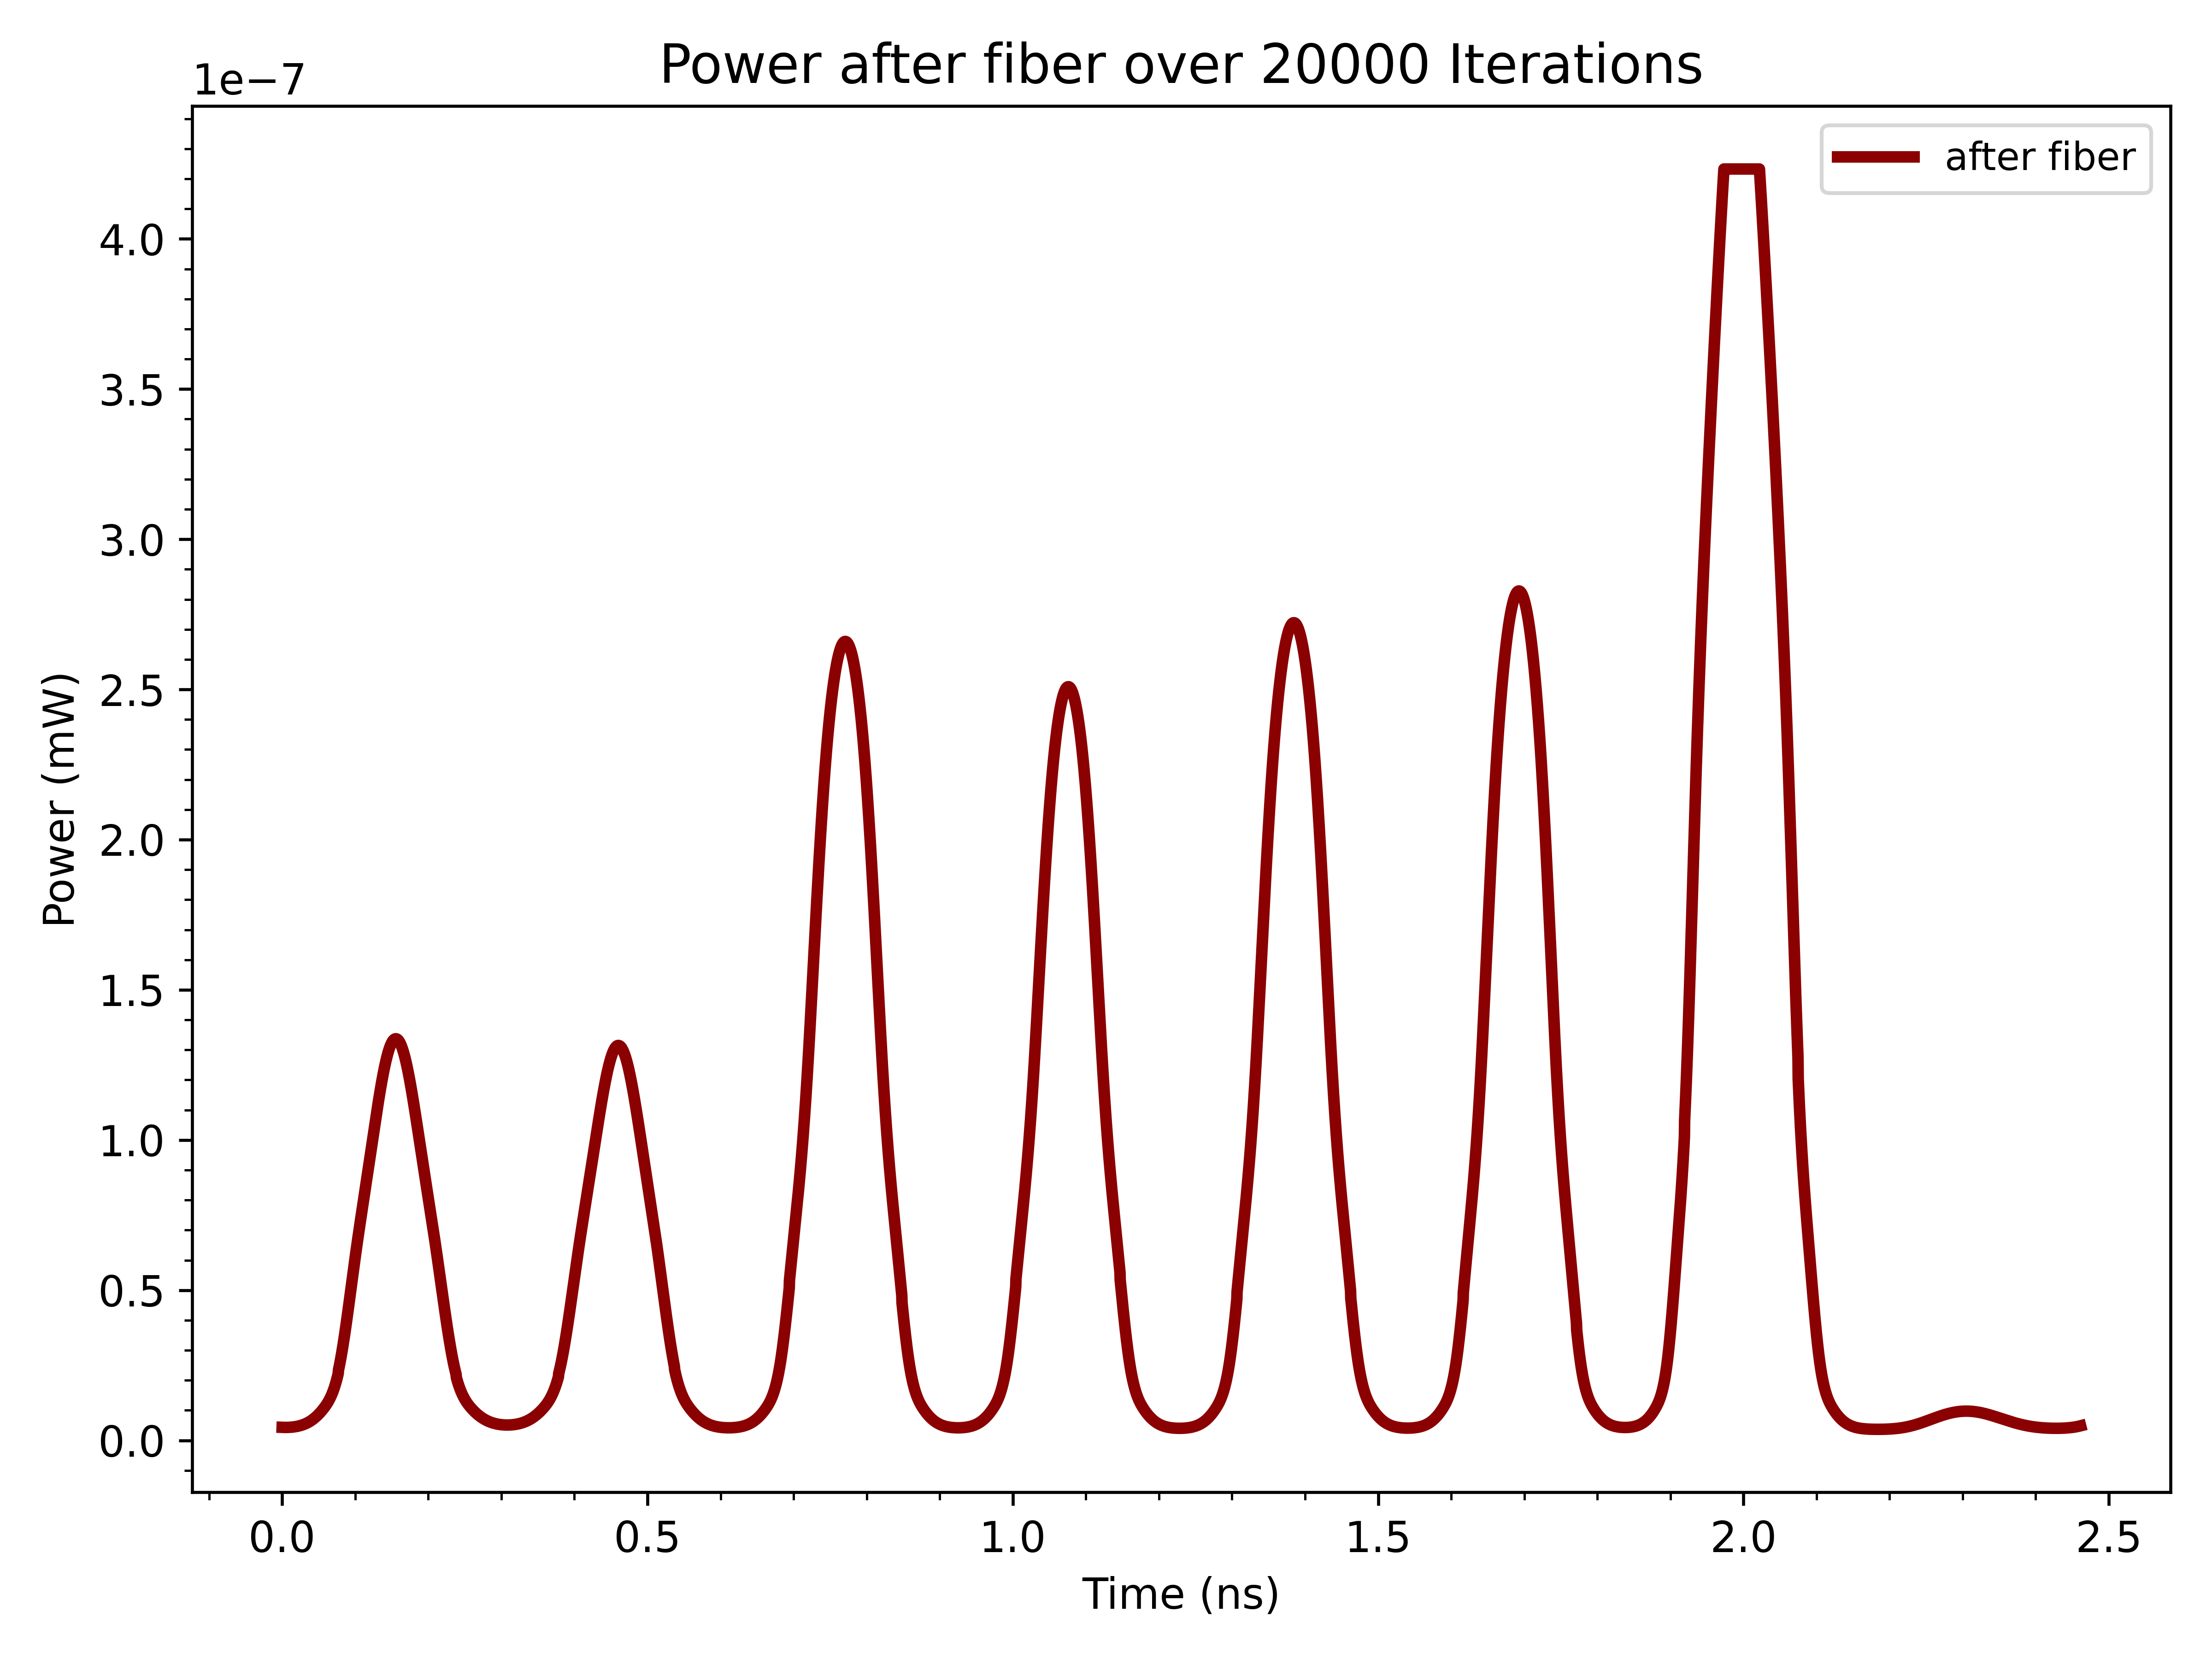 Power after fiber over 20000 Iterations
1e−7
after fiber
4.0
3.5
3.0
2.5
2.0
1.5
1.0
0.5
0.0
Power (mW)
0.0 0.5 1.0 1.5 2.0 2.5
Time (ns)